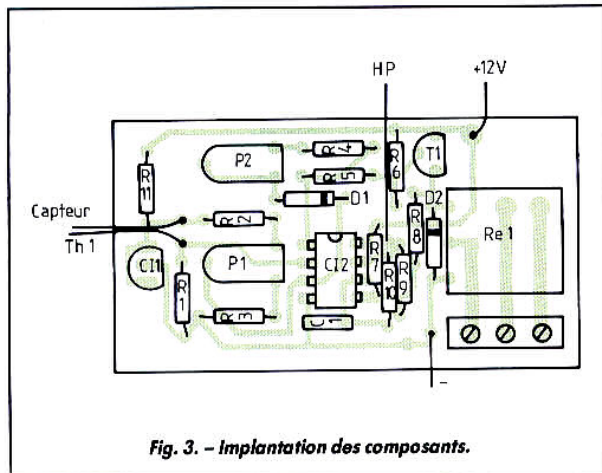 HP
+12V
P2
R4
R5
R6
T1
R11
D1
D2
Capteur
Th 1
R2
Re 1
R8
CI1
P1
CI2
R7
R9
R10
R1
R3
C1
–
Fig. 3. – Implantation des composants.